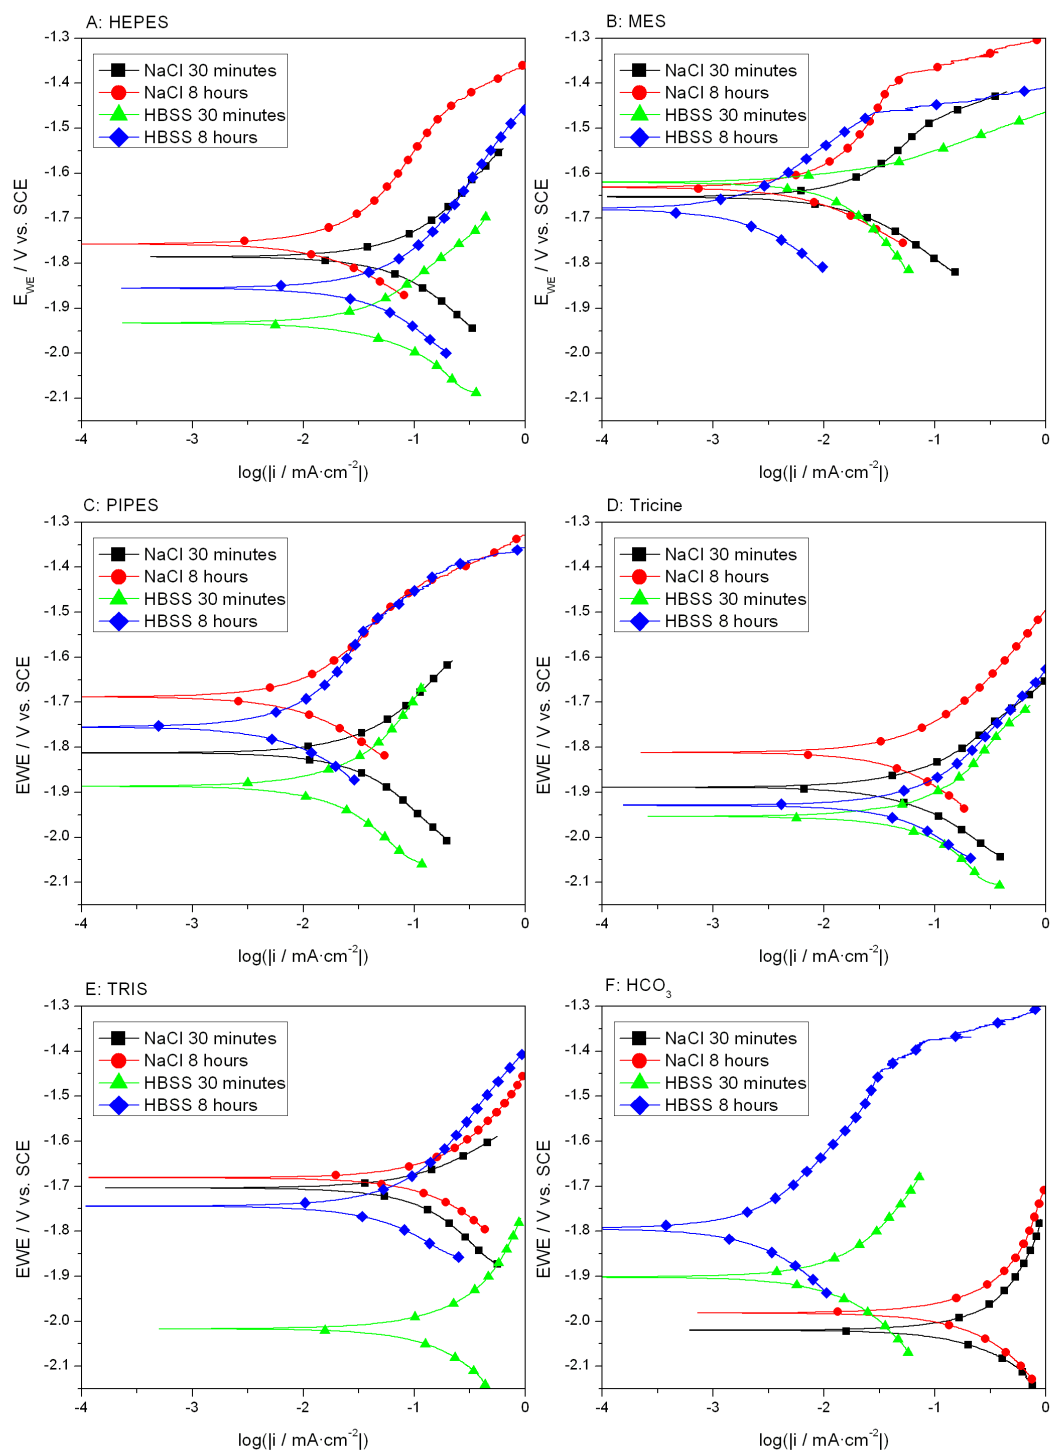 A: HEPES
-1.3
-1.4
-1.5
-1.6
-1.7
-1.8
-1.9
-2.0
-2.1
E_WE / V vs. SCE
NaCl 30 minutes
NaCl 8 hours
HBSS 30 minutes
HBSS 8 hours
-4
-3
-2
-1
0
log(|i / mA·cm⁻²|)
B: MES
-1.3
-1.4
-1.5
-1.6
-1.7
-1.8
-1.9
-2.0
-2.1
E_WE / V vs. SCE
NaCl 30 minutes
NaCl 8 hours
HBSS 30 minutes
HBSS 8 hours
-4
-3
-2
-1
0
log(|i / mA·cm⁻²|)
C: PIPES
-1.3
-1.4
-1.5
-1.6
-1.7
-1.8
-1.9
-2.0
-2.1
EWE / V vs. SCE
NaCl 30 minutes
NaCl 8 hours
HBSS 30 minutes
HBSS 8 hours
-4
-3
-2
-1
0
log(|i / mA·cm⁻²|)
D: Tricine
-1.3
-1.4
-1.5
-1.6
-1.7
-1.8
-1.9
-2.0
-2.1
EWE / V vs. SCE
NaCl 30 minutes
NaCl 8 hours
HBSS 30 minutes
HBSS 8 hours
-4
-3
-2
-1
0
log(|i / mA·cm⁻²|)
E: TRIS
-1.3
-1.4
-1.5
-1.6
-1.7
-1.8
-1.9
-2.0
-2.1
EWE / V vs. SCE
NaCl 30 minutes
NaCl 8 hours
HBSS 30 minutes
HBSS 8 hours
-4
-3
-2
-1
0
log(|i / mA·cm⁻²|)
F: HCO₃
-1.3
-1.4
-1.5
-1.6
-1.7
-1.8
-1.9
-2.0
-2.1
EWE / V vs. SCE
NaCl 30 minutes
NaCl 8 hours
HBSS 30 minutes
HBSS 8 hours
-4
-3
-2
-1
0
log(|i / mA·cm⁻²|)